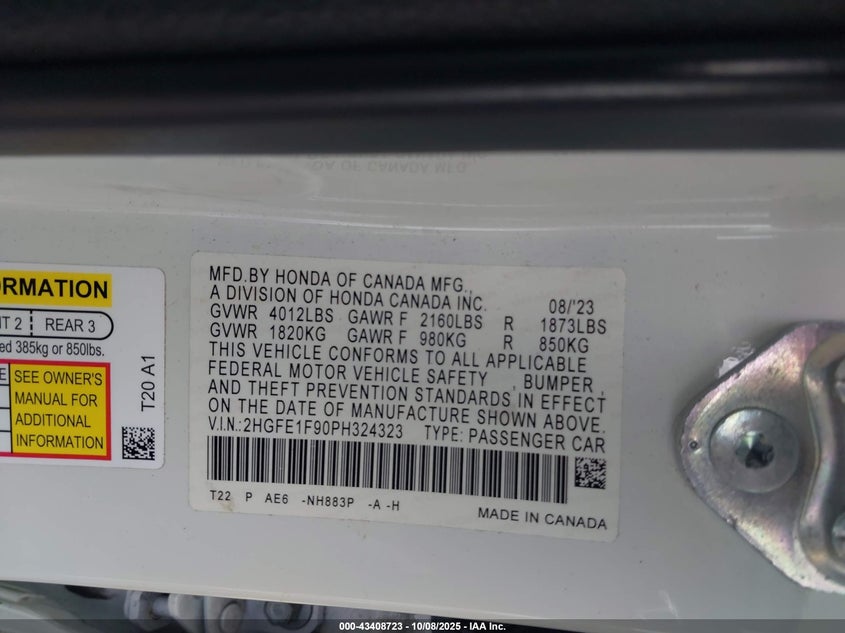 ORMATION
T 2 REAR 3
ed 385kg or 850lbs.
E SEE OWNER'S
MANUAL FOR
ADDITIONAL
INFORMATION
T20 A1
MFD.BY HONDA OF CANADA MFG.,
A DIVISION OF HONDA CANADA INC. 08/'23
GVWR 4012LBS GAWR F 2160LBS R 1873LBS
GVWR 1820KG GAWR F 980KG R 850KG
THIS VEHICLE CONFORMS TO ALL APPLICABLE
FEDERAL MOTOR VEHICLE SAFETY , BUMPER ,
AND THEFT PREVENTION STANDARDS IN EFFECT
ON THE DATE OF MANUFACTURE SHOWN ABOVE.
V.I.N.:2HGFE1F90PH324323 TYPE: PASSENGER CAR
T22 P AE6 -NH883P -A -H
MADE IN CANADA
000-43408723 - 10/08/2025 - IAA Inc.